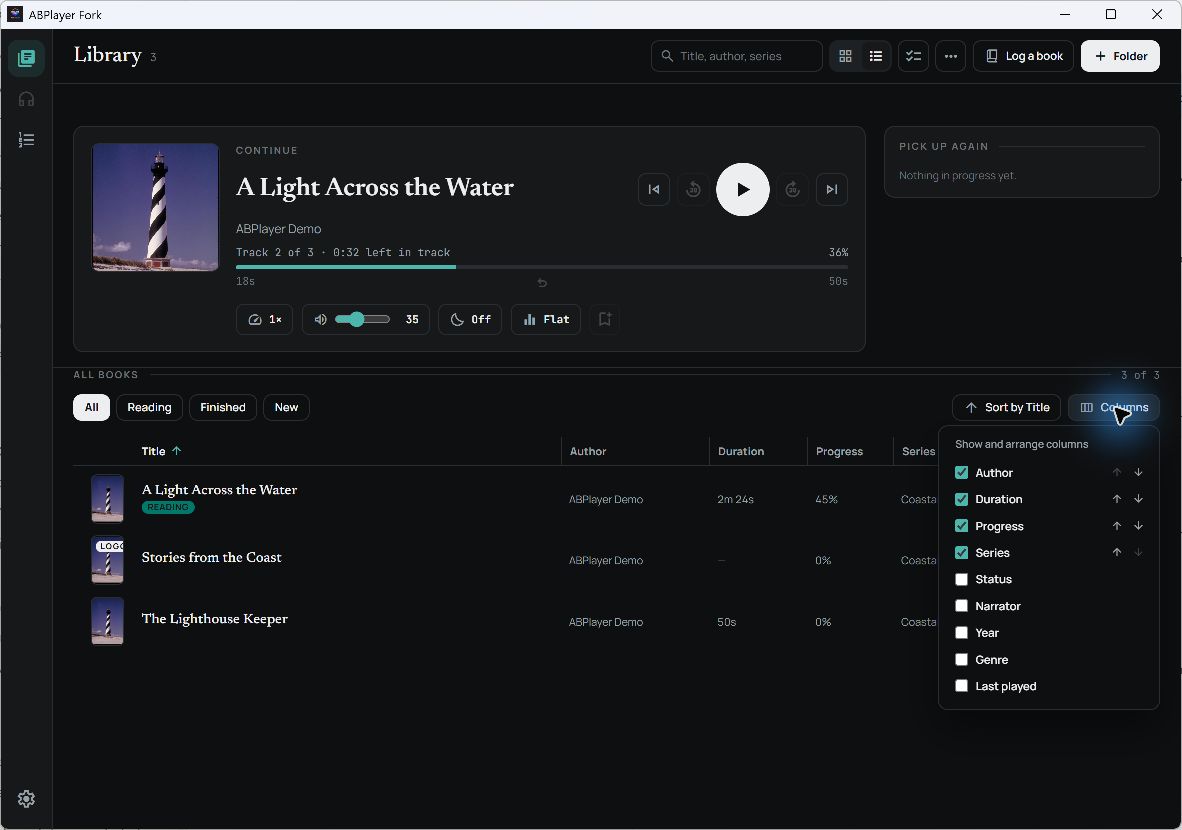 ABPlayer Fork
Library 3
Title, author, series
Log a book
+ Folder
CONTINUE
A Light Across the Water
ABPlayer Demo
Track 2 of 3 · 0:32 left in track
36%
18s
50s
1×
35
Off
Flat
PICK UP AGAIN
Nothing in progress yet.
ALL BOOKS
3 of 3
All
Reading
Finished
New
Sort by Title
Columns
Title
Author
Duration
Progress
Series
A Light Across the Water
READING
ABPlayer Demo
2m 24s
45%
Coasta
LOGG
Stories from the Coast
ABPlayer Demo
—
0%
Coasta
The Lighthouse Keeper
ABPlayer Demo
50s
0%
Coasta
Show and arrange columns
Author
Duration
Progress
Series
Status
Narrator
Year
Genre
Last played